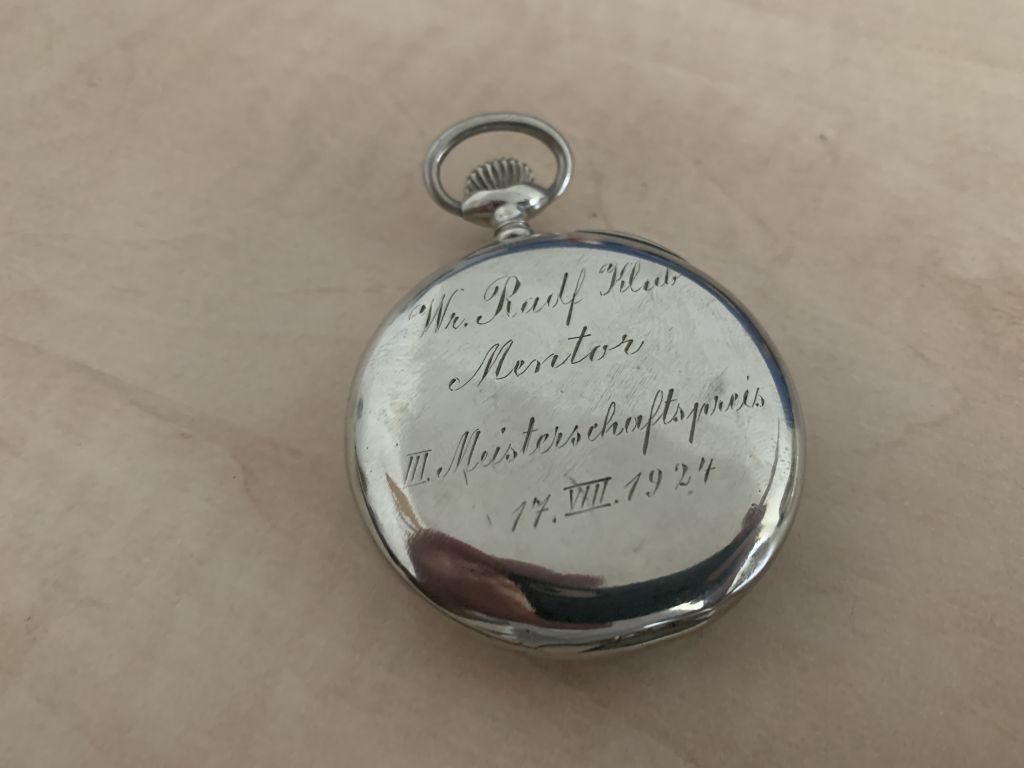 Wr. Radf Klub
Mentor
III. Meisterschaftspreis
17. VIII. 1924